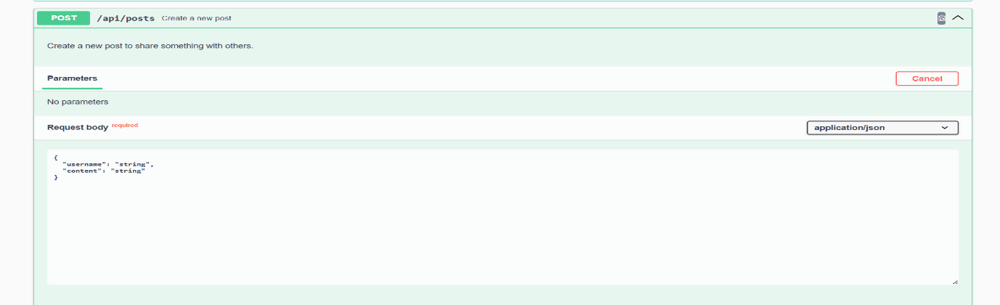 POST /api/posts Create a new post
Create a new post to share something with others.
Parameters
Cancel
No parameters
Request body required
application/json
{
  "username": "string",
  "content": "string"
}